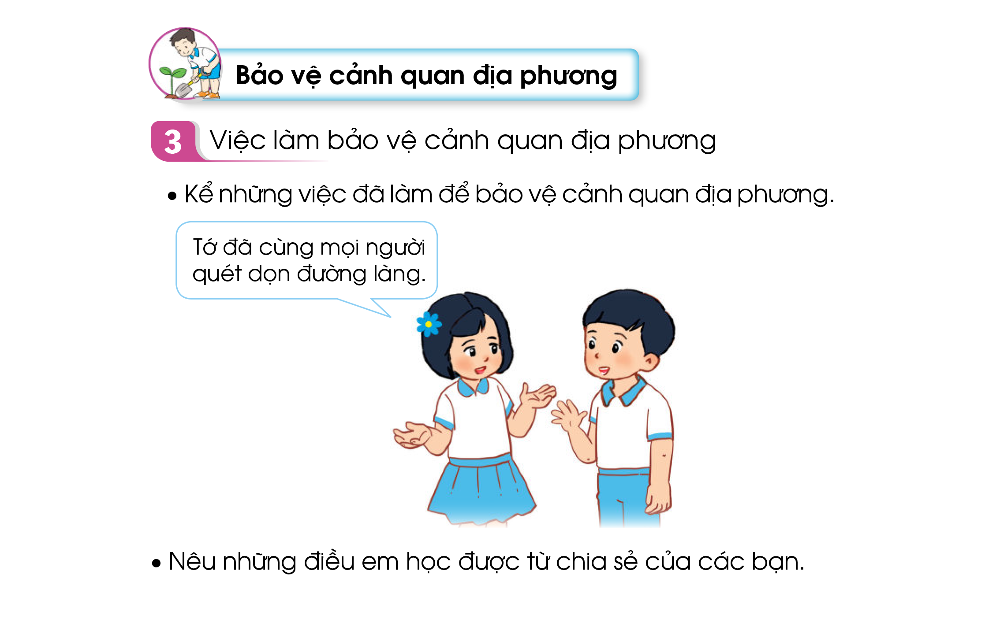 Bảo vệ cảnh quan địa phương
3 Việc làm bảo vệ cảnh quan địa phương
• Kể những việc đã làm để bảo vệ cảnh quan địa phương.
Tớ đã cùng mọi người
quét dọn đường làng.
• Nêu những điều em học được từ chia sẻ của các bạn.